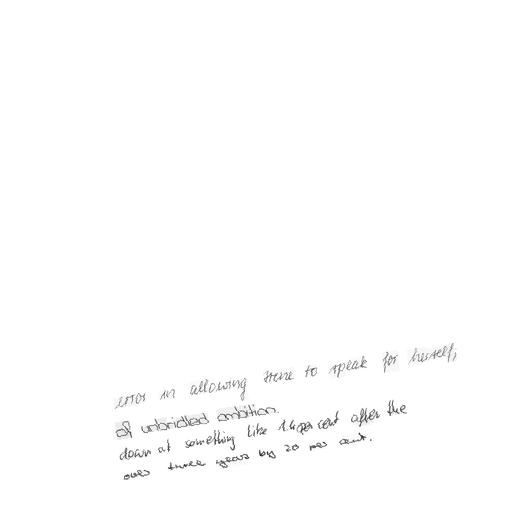 error in allowing Irene to speak for herself;
of unbridled ambition.
down at something like 1.4 per cent after the
over three years by 20 per cent.